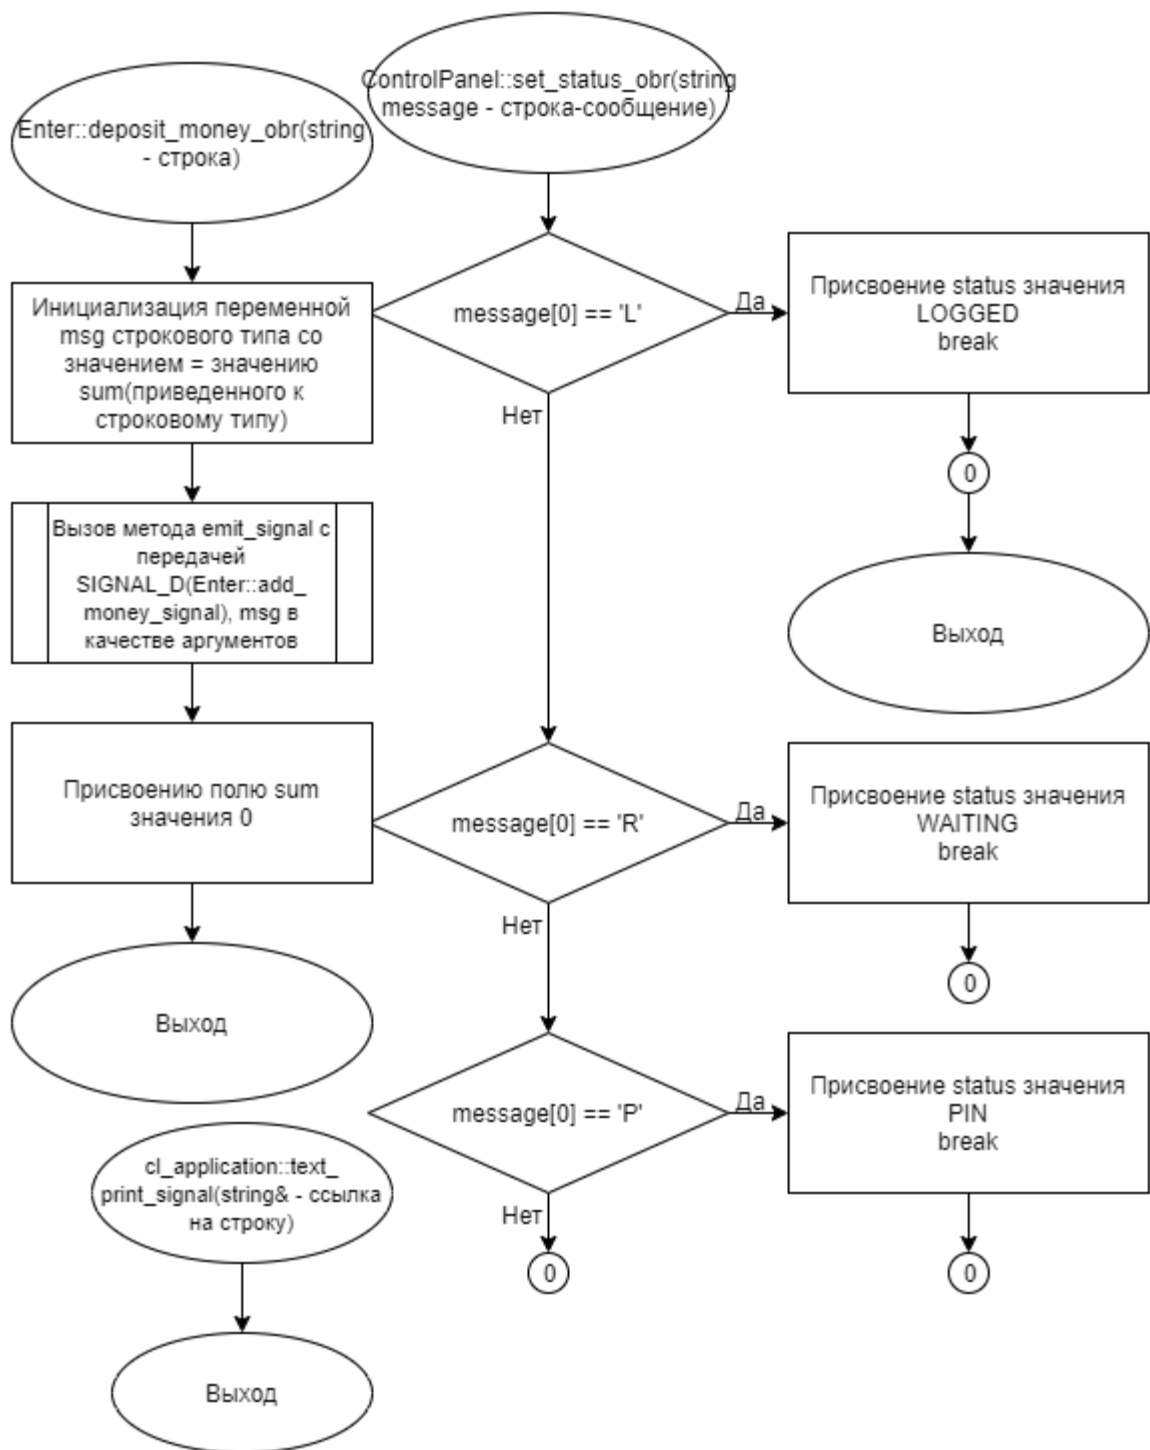 Enter::deposit_money_obr(string
- строка)
Инициализация переменной
msg строкового типа со
значением = значению
sum(приведенного к
строковому типу)
Вызов метода emit_signal с
передачей
SIGNAL_D(Enter::add_
money_signal), msg в
качестве аргументов
Присвоению полю sum
значения 0
Выход
cl_application::text_
print_signal(string& - ссылка
на строку)
Выход
ControlPanel::set_status_obr(string
message - строка-сообщение)
message[0] == 'L'
Да
Присвоение status значения
LOGGED
break
0
Выход
Нет
message[0] == 'R'
Да
Присвоение status значения
WAITING
break
0
Нет
message[0] == 'P'
Да
Присвоение status значения
PIN
break
0
Нет
0